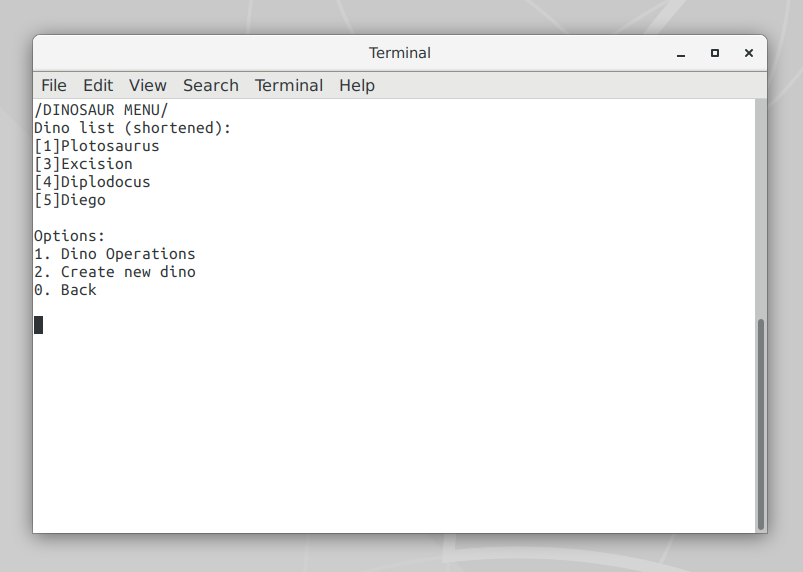 Terminal
File Edit View Search Terminal Help
/DINOSAUR MENU/
Dino list (shortened):
[1]Plotosaurus
[3]Excision
[4]Diplodocus
[5]Diego
Options:
1. Dino Operations
2. Create new dino
0. Back